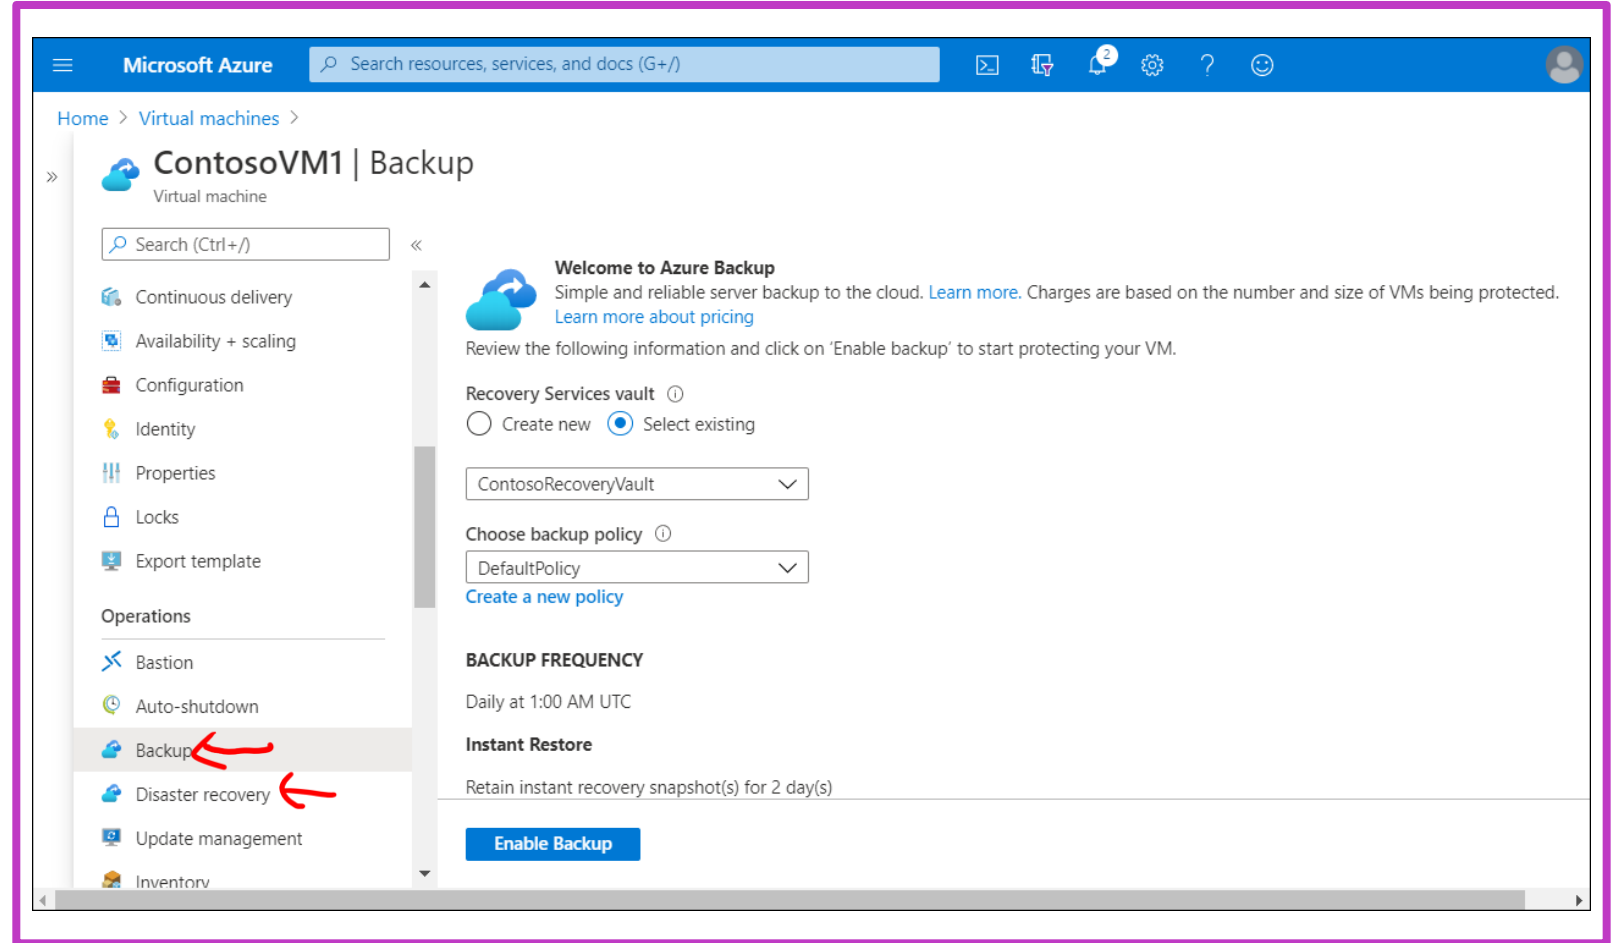 Microsoft Azure
Search resources, services, and docs (G+/)
2
Home > Virtual machines >
ContosoVM1 | Backup
Virtual machine
Search (Ctrl+/)
Continuous delivery
Availability + scaling
Configuration
Identity
Properties
Locks
Export template
Operations
Bastion
Auto-shutdown
Backup
Disaster recovery
Update management
Inventory
Welcome to Azure Backup
Simple and reliable server backup to the cloud. Learn more. Charges are based on the number and size of VMs being protected.
Learn more about pricing
Review the following information and click on 'Enable backup' to start protecting your VM.
Recovery Services vault
Create new Select existing
ContosoRecoveryVault
Choose backup policy
DefaultPolicy
Create a new policy
BACKUP FREQUENCY
Daily at 1:00 AM UTC
Instant Restore
Retain instant recovery snapshot(s) for 2 day(s)
Enable Backup